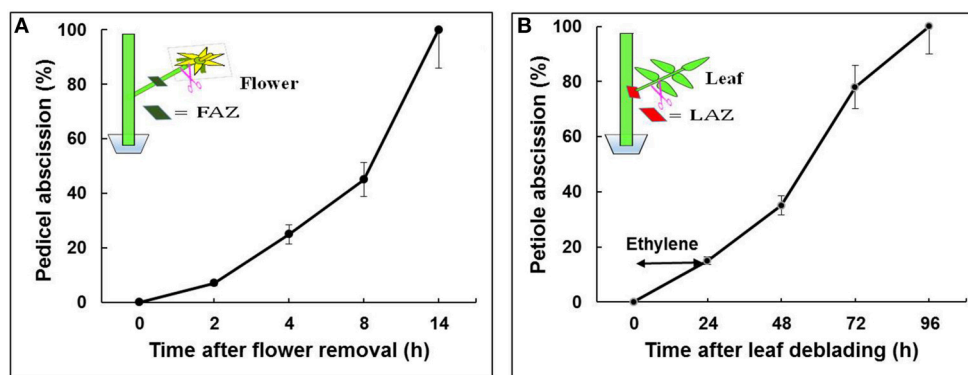 A
Pedicel abscission (%)
100
80
60
40
20
0
Flower
= FAZ
0 2 4 8 14
Time after flower removal (h)
B
Petiole abscission (%)
100
80
60
40
20
0
Leaf
= LAZ
Ethylene
0 24 48 72 96
Time after leaf deblading (h)